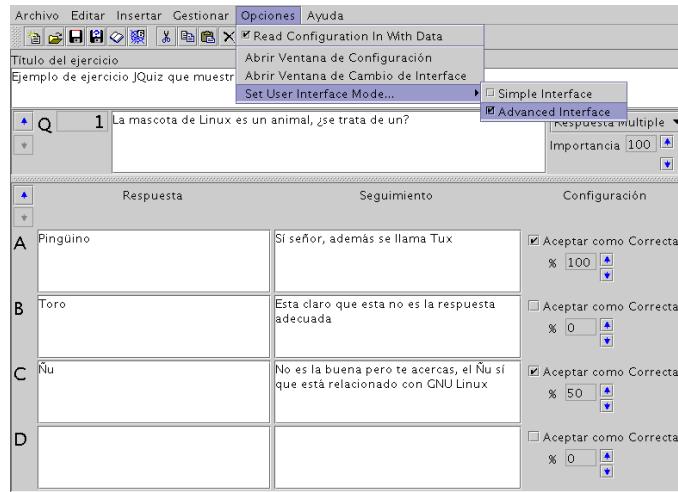 Archivo Editar Insertar Gestionar Opciones Ayuda
Read Configuration In With Data
Abrir Ventana de Configuración
Abrir Ventana de Cambio de Interface
Set User Interface Mode...
Simple Interface
Advanced Interface
Título del ejercicio
Ejemplo de ejercicio JQuiz que muestr
Q 1 La mascota de Linux es un animal, ¿se trata de un?
Respuesta Múltiple
Importancia 100
Respuesta Seguimiento Configuración
A Pingüino Sí señor, además se llama Tux Aceptar como Correcta
% 100
B Toro Esta claro que esta no es la respuesta Aceptar como Correcta
adecuada
% 0
C Ñu No es la buena pero te acercas, el Ñu sí Aceptar como Correcta
que está relacionado con GNU Linux
% 50
D Aceptar como Correcta
% 0